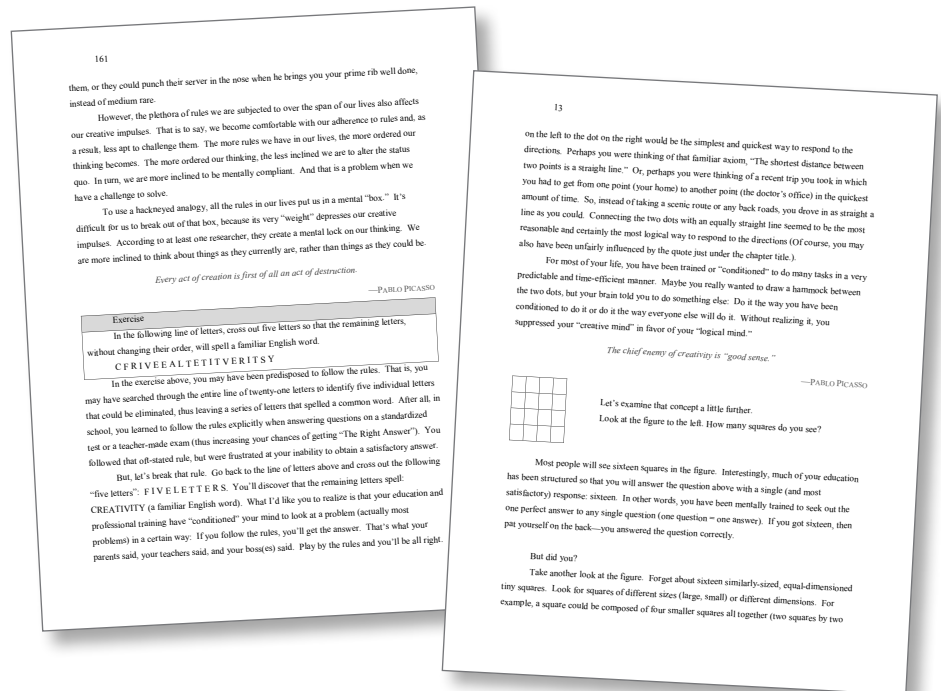 161
them, or they could punch their server in the nose when he brings you your prime rib well done,
instead of medium rare.
However, the plethora of rules we are subjected to over the span of our lives also affects
our creative impulses. That is to say, we become comfortable with our adherence to rules and, as
a result, less apt to challenge them. The more rules we have in our lives, the more ordered our
thinking becomes. The more ordered our thinking, the less inclined we are to alter the status
quo. In turn, we are more inclined to be mentally compliant. And that is a problem when we
have a challenge to solve.
To use a hackneyed analogy, all the rules in our lives put us in a mental “box.” It’s
difficult for us to break out of that box, because its very “weight” depresses our creative
impulses. According to at least one researcher, they create a mental lock on our thinking. We
are more inclined to think about things as they currently are, rather than things as they could be.
Every act of creation is first of all an act of destruction.
—PABLO PICASSO
Exercise
In the following line of letters, cross out five letters so that the remaining letters,
without changing their order, will spell a familiar English word.
C F R I V E E A L T E T I T V E R I T S Y
In the exercise above, you may have been predisposed to follow the rules. That is, you
may have searched through the entire line of twenty-one letters to identify five individual letters
that could be eliminated, thus leaving a series of letters that spelled a common word. After all, in
school, you learned to follow the rules explicitly when answering questions on a standardized
test or a teacher-made exam (thus increasing your chances of getting “The Right Answer”). You
followed that oft-stated rule, but were frustrated at your inability to obtain a satisfactory answer.
But, let’s break that rule. Go back to the line of letters above and cross out the following
“five letters”: F I V E L E T T E R S. You’ll discover that the remaining letters spell:
CREATIVITY (a familiar English word). What I’d like you to realize is that your education and
professional training have “conditioned” your mind to look at a problem (actually most
problems) in a certain way: If you follow the rules, you’ll get the answer. That’s what your
parents said, your teachers said, and your boss(es) said. Play by the rules and you’ll be all right.
13
on the left to the dot on the right would be the simplest and quickest way to respond to the
directions. Perhaps you were thinking of that familiar axiom, “The shortest distance between
two points is a straight line.” Or, perhaps you were thinking of a recent trip you took in which
you had to get from one point (your home) to another point (the doctor’s office) in the quickest
amount of time. So, instead of taking a scenic route or any back roads, you drove in as straight a
line as you could. Connecting the two dots with an equally straight line seemed to be the most
reasonable and certainly the most logical way to respond to the directions (Of course, you may
also have been unfairly influenced by the quote just under the chapter title.).
For most of your life, you have been trained or “conditioned” to do many tasks in a very
predictable and time-efficient manner. Maybe you really wanted to draw a hammock between
the two dots, but your brain told you to do something else: Do it the way you have been
conditioned to do it or do it the way everyone else will do it. Without realizing it, you
suppressed your “creative mind” in favor of your “logical mind.”
The chief enemy of creativity is “good sense.”
—PABLO PICASSO
Let’s examine that concept a little further.
Look at the figure to the left. How many squares do you see?
Most people will see sixteen squares in the figure. Interestingly, much of your education
has been structured so that you will answer the question above with a single (and most
satisfactory) response: sixteen. In other words, you have been mentally trained to seek out the
one perfect answer to any single question (one question = one answer). If you got sixteen, then
pat yourself on the back—you answered the question correctly.
But did you?
Take another look at the figure. Forget about sixteen similarly-sized, equal-dimensioned
tiny squares. Look for squares of different sizes (large, small) or different dimensions. For
example, a square could be composed of four smaller squares all together (two squares by two